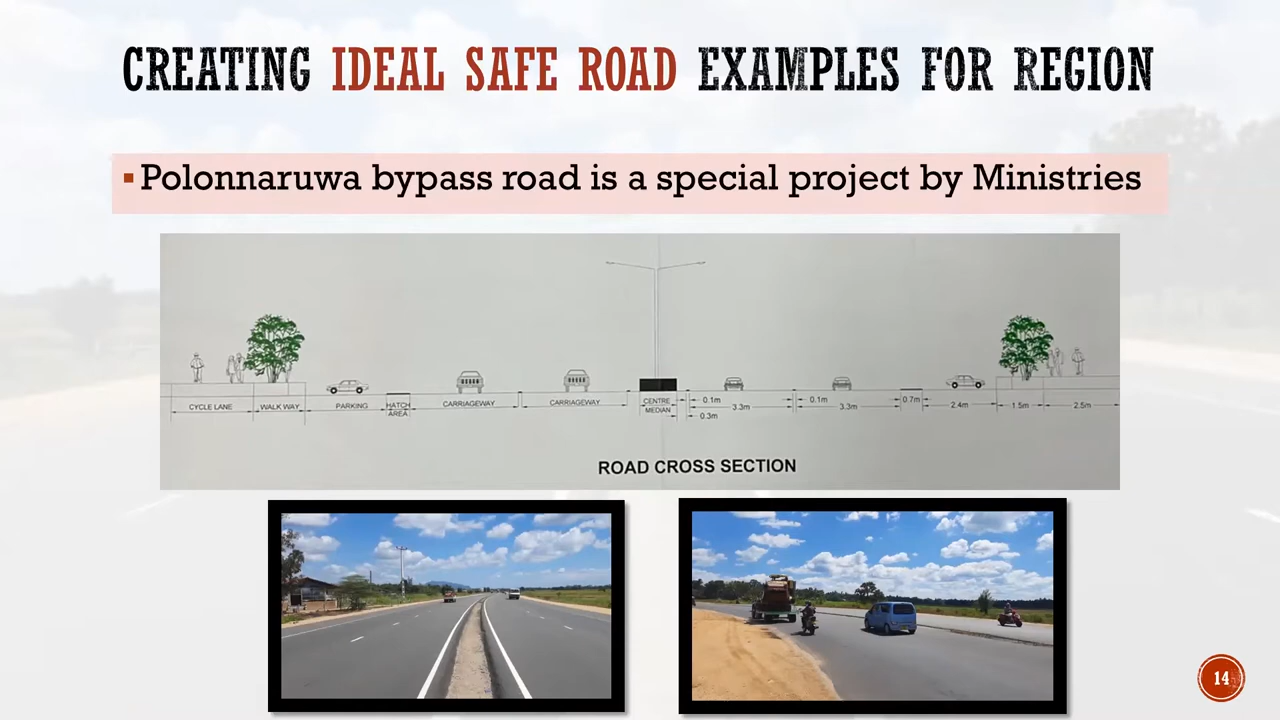 CREATING IDEAL SAFE ROAD EXAMPLES FOR REGION
▪ Polonnaruwa bypass road is a special project by Ministries
CYCLE LANE WALK WAY PARKING HATCH AREA CARRIAGEWAY CARRIAGEWAY CENTRE MEDIAN 0.1m 3.3m 0.3m 0.1m 3.3m 0.7m 2.4m 1.5m 2.5m
ROAD CROSS SECTION
14